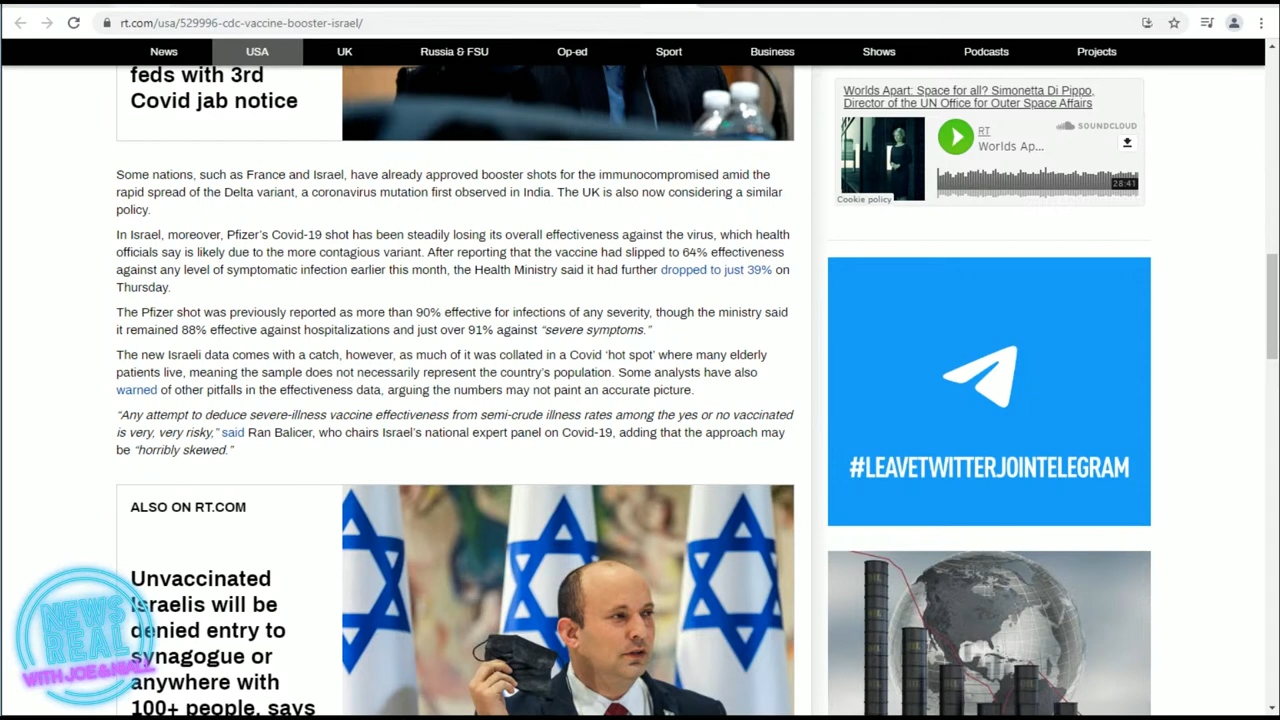 rt.com/usa/529996-cdc-vaccine-booster-israel/
News USA UK Russia & FSU Op-ed Sport Business Shows Podcasts Projects
feds with 3rd
Covid jab notice
Some nations, such as France and Israel, have already approved booster shots for the immunocompromised amid the
rapid spread of the Delta variant, a coronavirus mutation first observed in India. The UK is also now considering a similar
policy.
In Israel, moreover, Pfizer's Covid-19 shot has been steadily losing its overall effectiveness against the virus, which health
officials say is likely due to the more contagious variant. After reporting that the vaccine had slipped to 64% effectiveness
against any level of symptomatic infection earlier this month, the Health Ministry said it had further dropped to just 39% on
Thursday.
The Pfizer shot was previously reported as more than 90% effective for infections of any severity, though the ministry said
it remained 88% effective against hospitalizations and just over 91% against “severe symptoms.”
The new Israeli data comes with a catch, however, as much of it was collated in a Covid ‘hot spot’ where many elderly
patients live, meaning the sample does not necessarily represent the country's population. Some analysts have also
warned of other pitfalls in the effectiveness data, arguing the numbers may not paint an accurate picture.
“Any attempt to deduce severe-illness vaccine effectiveness from semi-crude illness rates among the yes or no vaccinated
is very, very risky,” said Ran Balicer, who chairs Israel's national expert panel on Covid-19, adding that the approach may
be “horribly skewed.”
ALSO ON RT.COM
Unvaccinated
Israelis will be
denied entry to
synagogue or
anywhere with
100+ people, says
NEWS
REAL
WITH JOE & NIALL
Worlds Apart: Space for all? Simonetta Di Pippo,
Director of the UN Office for Outer Space Affairs
RT
SOUNDCLOUD
Worlds Ap...
28:41
Cookie policy
#LEAVETWITTERJOINTELEGRAM